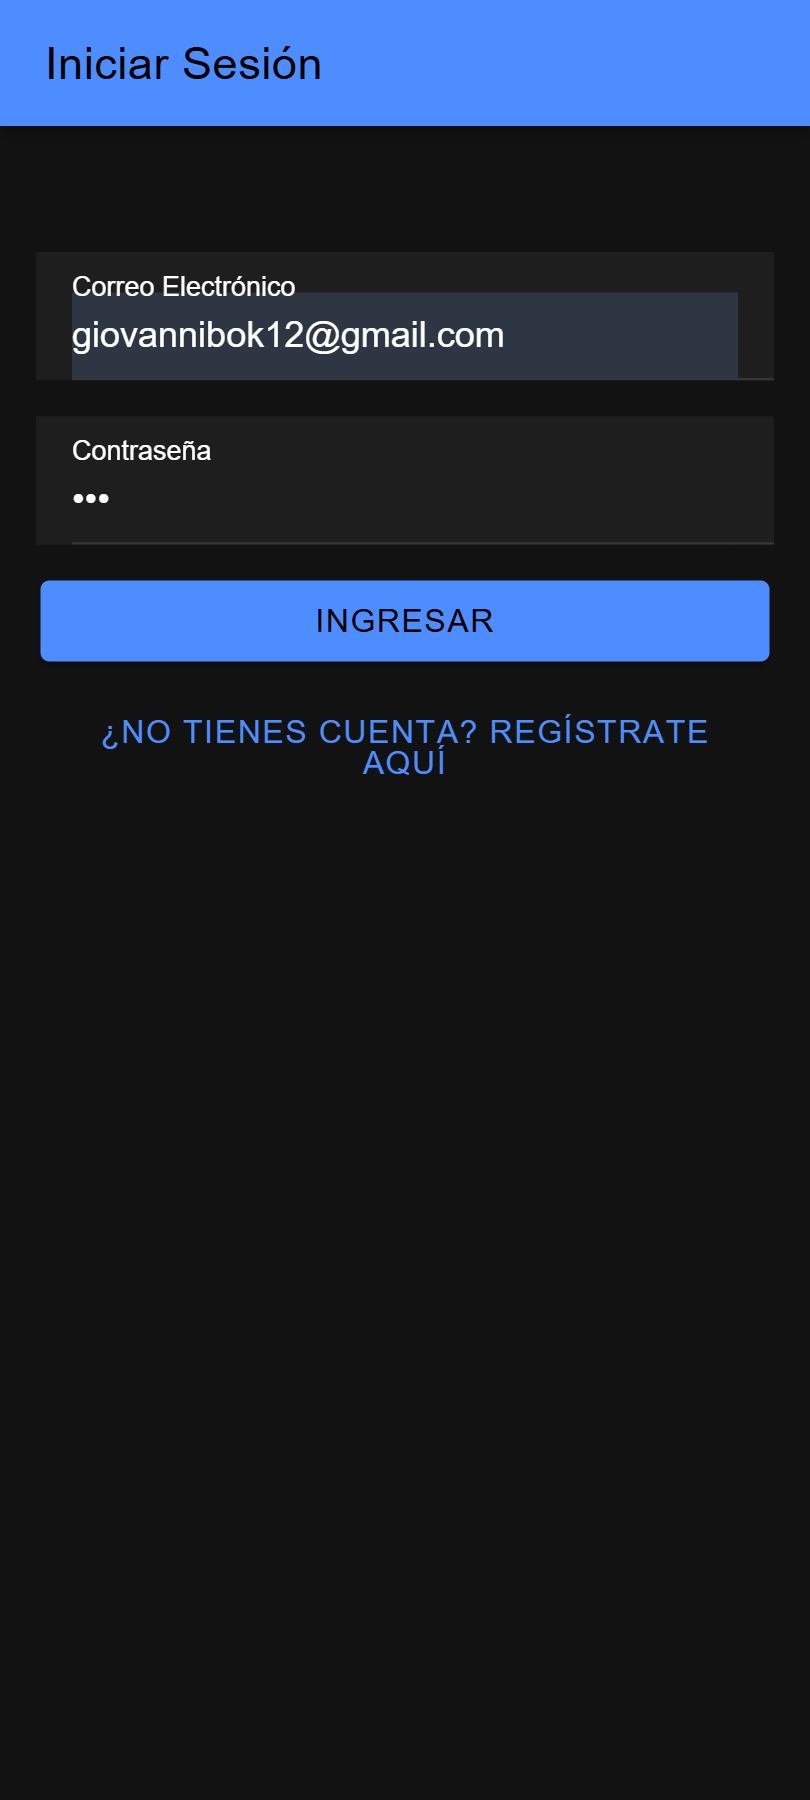 Iniciar Sesión
Correo Electrónico
giovannibok12@gmail.com
Contraseña
•••
INGRESAR
¿NO TIENES CUENTA? REGÍSTRATE
AQUÍ